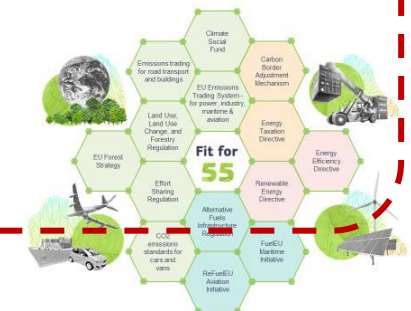 Climate
Social
Fund
Emissions trading
for road transport
and buildings
Carbon
Border
Adjustment
Mechanism
EU Emissions
Trading System -
for power, industry,
maritime &
aviation
Land Use,
Land Use
Change, and
Forestry
Regulation
Energy
Taxation
Directive
EU Forest
Strategy
Fit for
55
Energy
Efficiency
Directive
Effort
Sharing
Regulation
Renewable
Energy
Directive
Alternative
Fuels
Infrastructure
Regulation
CO2
emissions
standards for
cars and
vans
FuelEU
Maritime
Initiative
ReFuelEU
Aviation
Initiative